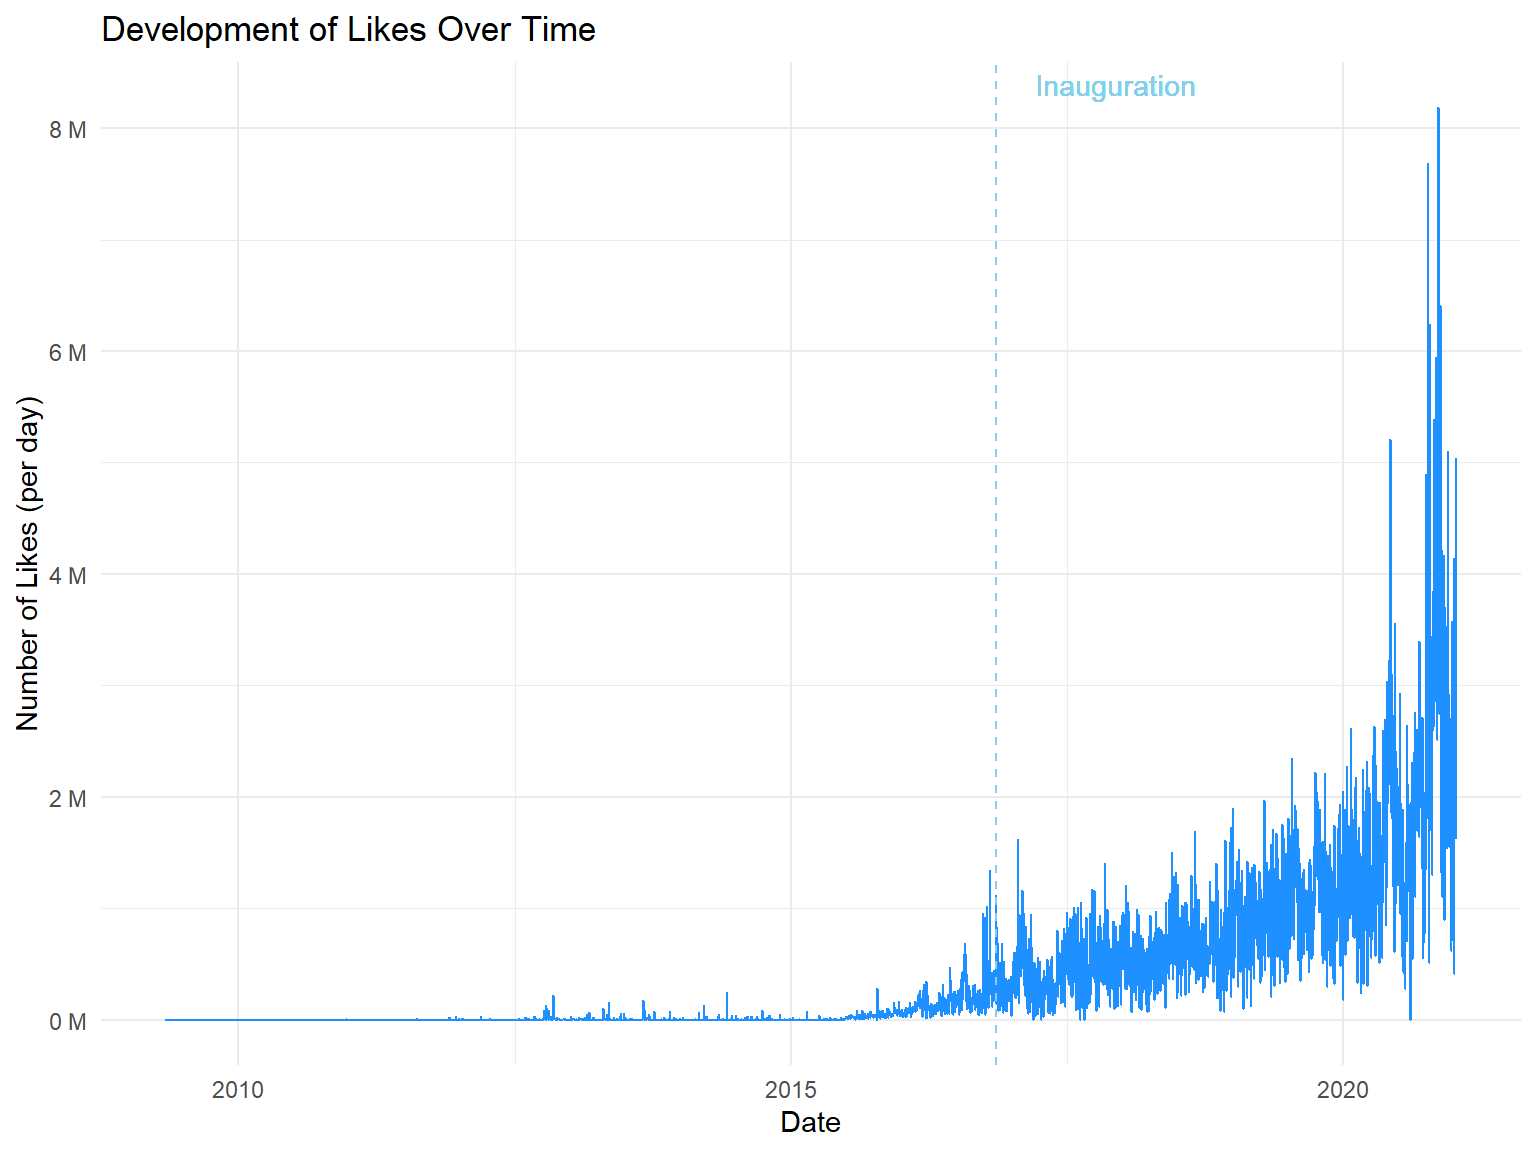 Development of Likes Over Time
Inauguration
8 M
6 M
4 M
2 M
0 M
Number of Likes (per day)
2010
2015
2020
Date